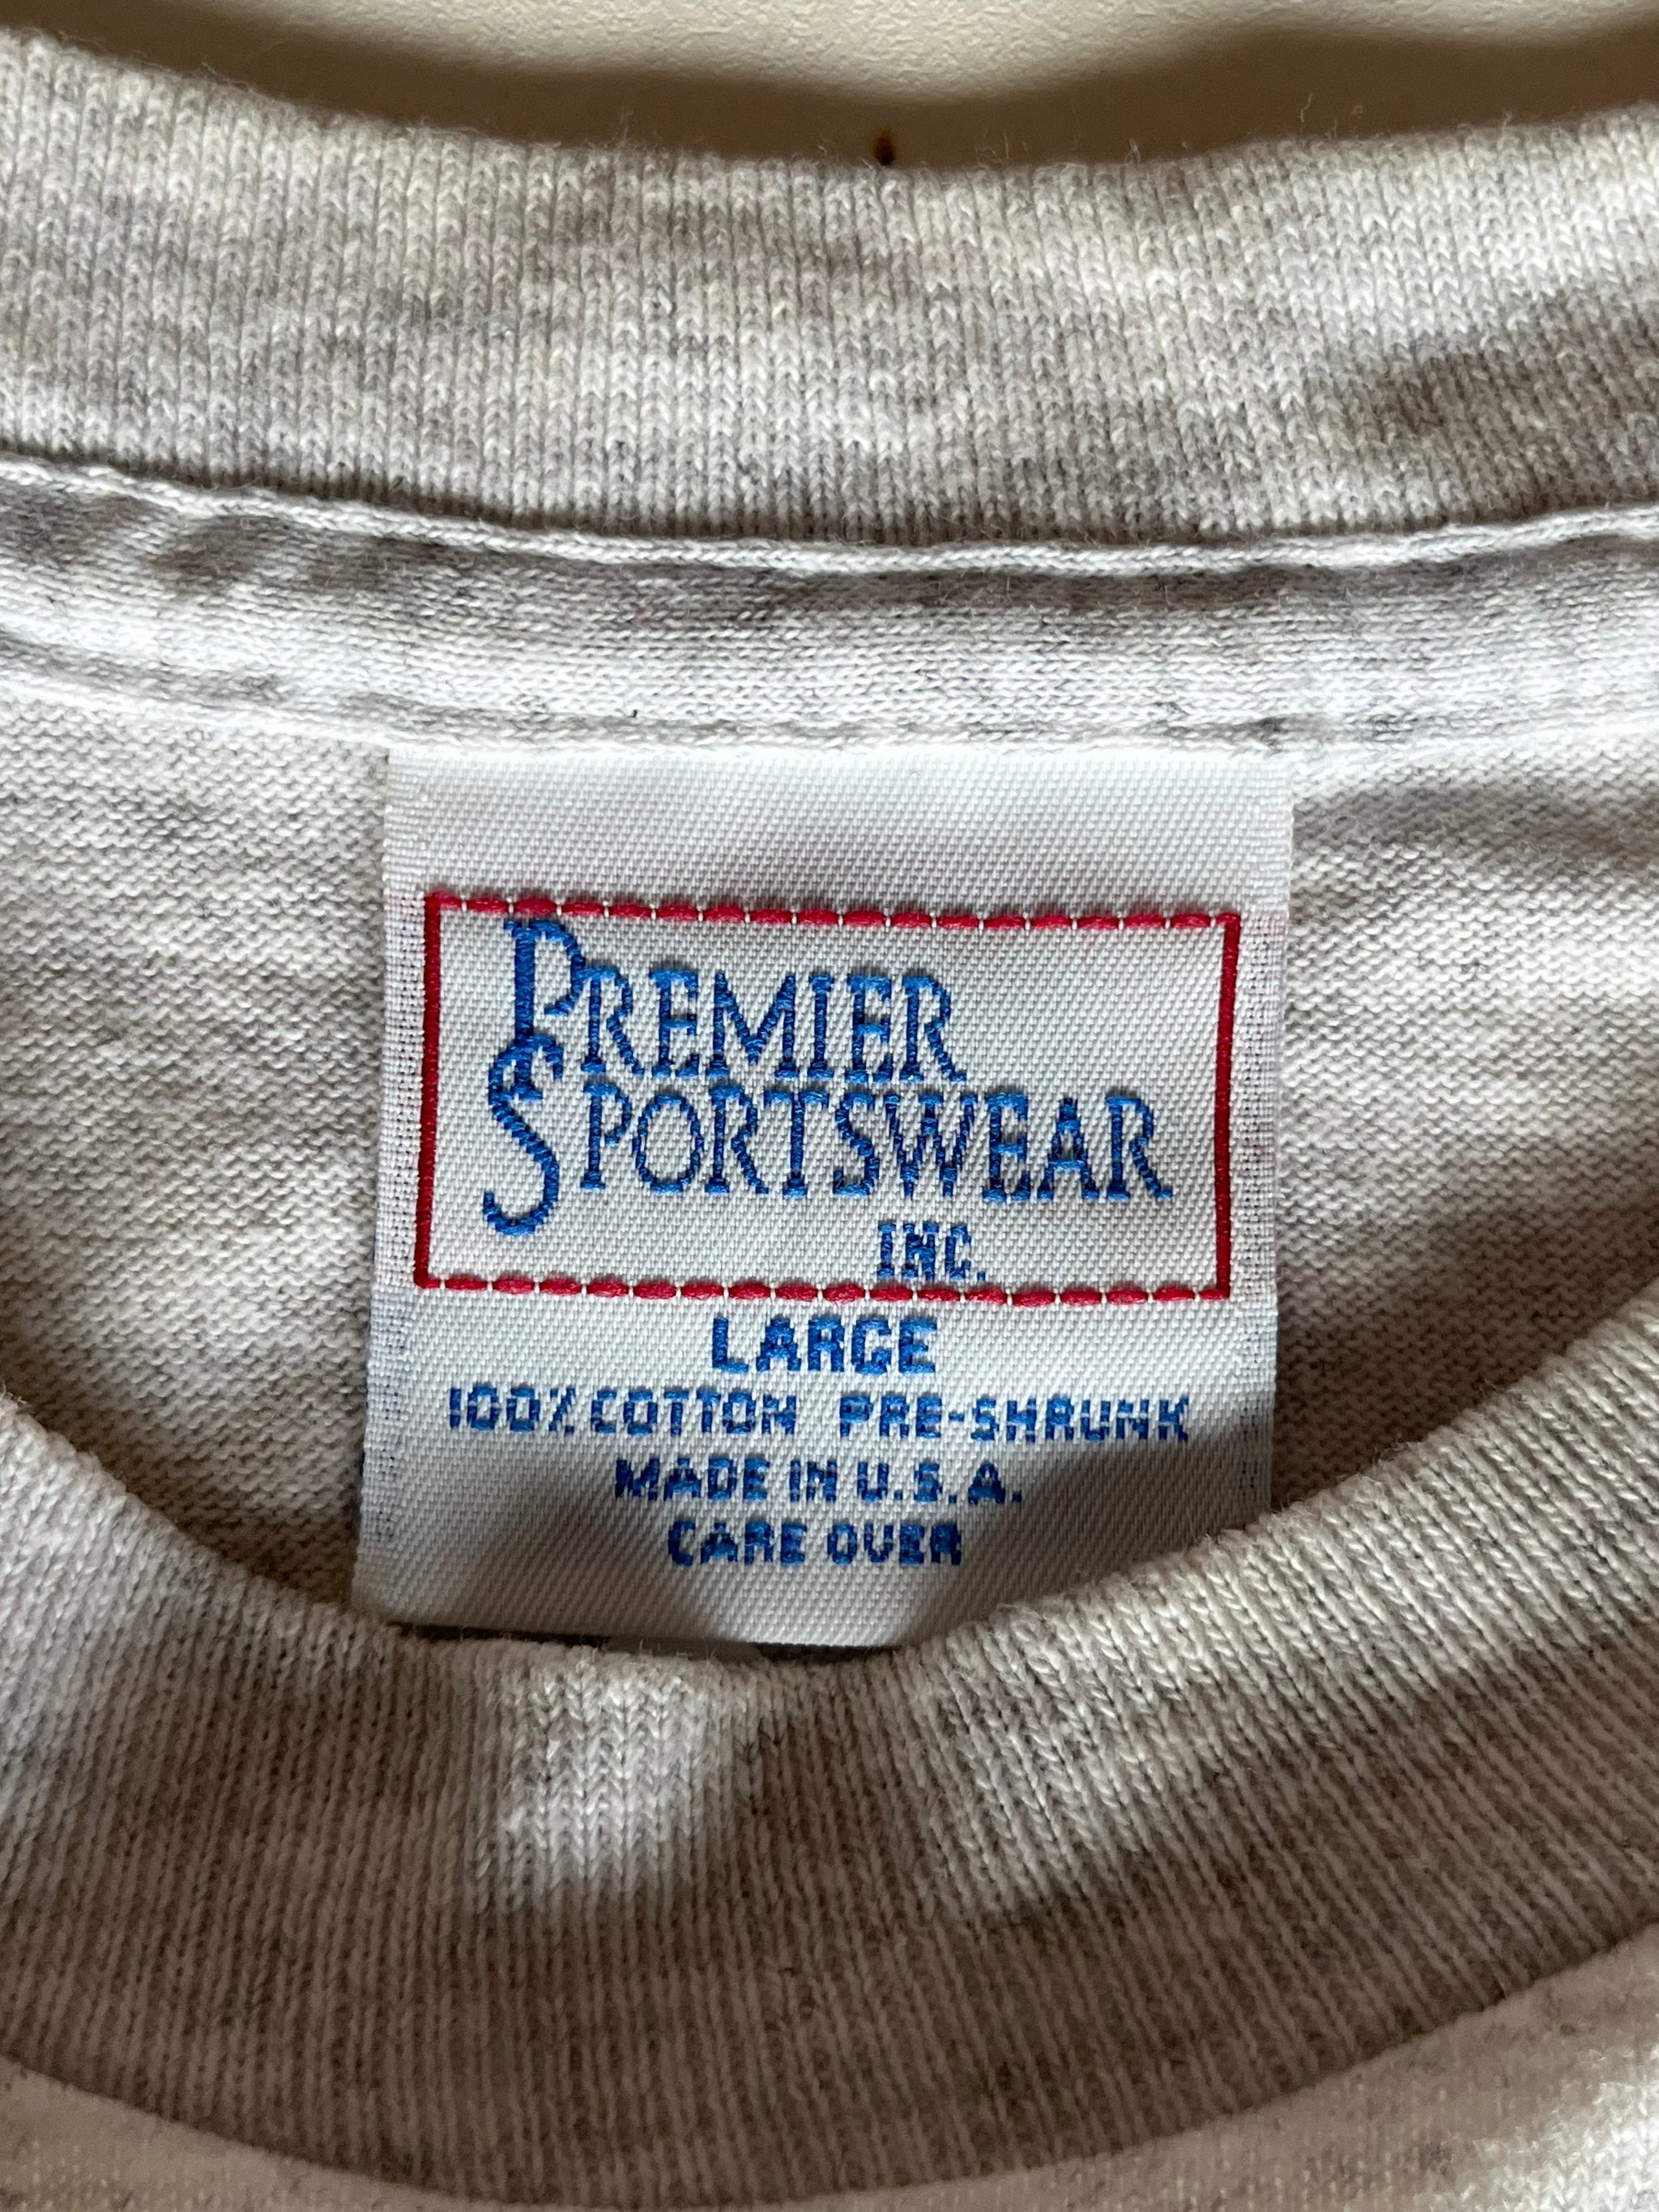 PREMIER
SPORTSWEAR
INC.
LARGE
100% COTTON PRE-SHRUNK
MADE IN U.S.A.
CARE OVER